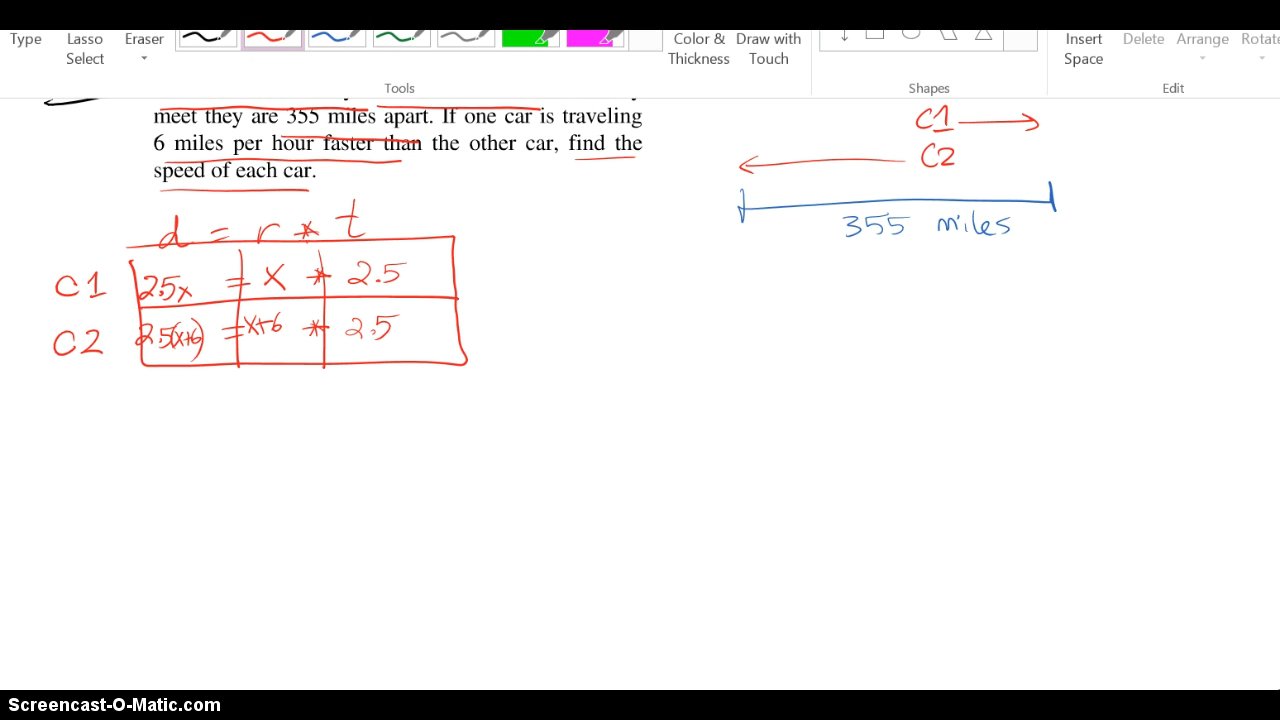 Type Lasso Select Eraser Color & Thickness Draw with Touch Insert Space Delete Arrange Rotate
Tools Shapes Edit
meet they are 355 miles apart. If one car is traveling
6 miles per hour faster than the other car, find the
speed of each car.
C1
C2
355 miles
d = r * t
C1 2.5x = x * 2.5
C2 2.5(x+6) = x+6 * 2.5
Screencast-O-Matic.com